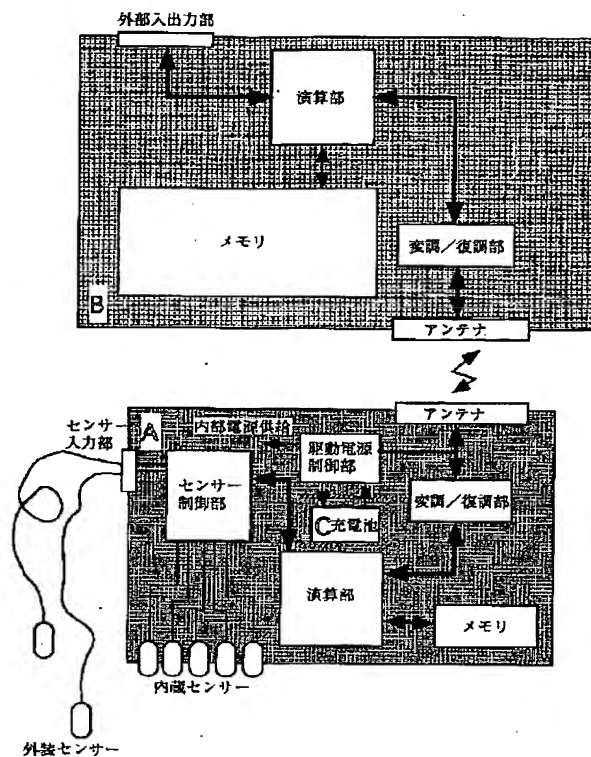 外部入出力部
演算部
メモリ
変調/復調部
B
アンテナ
アンテナ
センサー
入力部
A
内部電源供給
駆動電源
制御部
センサー
制御部
変調/復調部
C充電池
演算部
メモリ
内蔵センサー
外装センサー